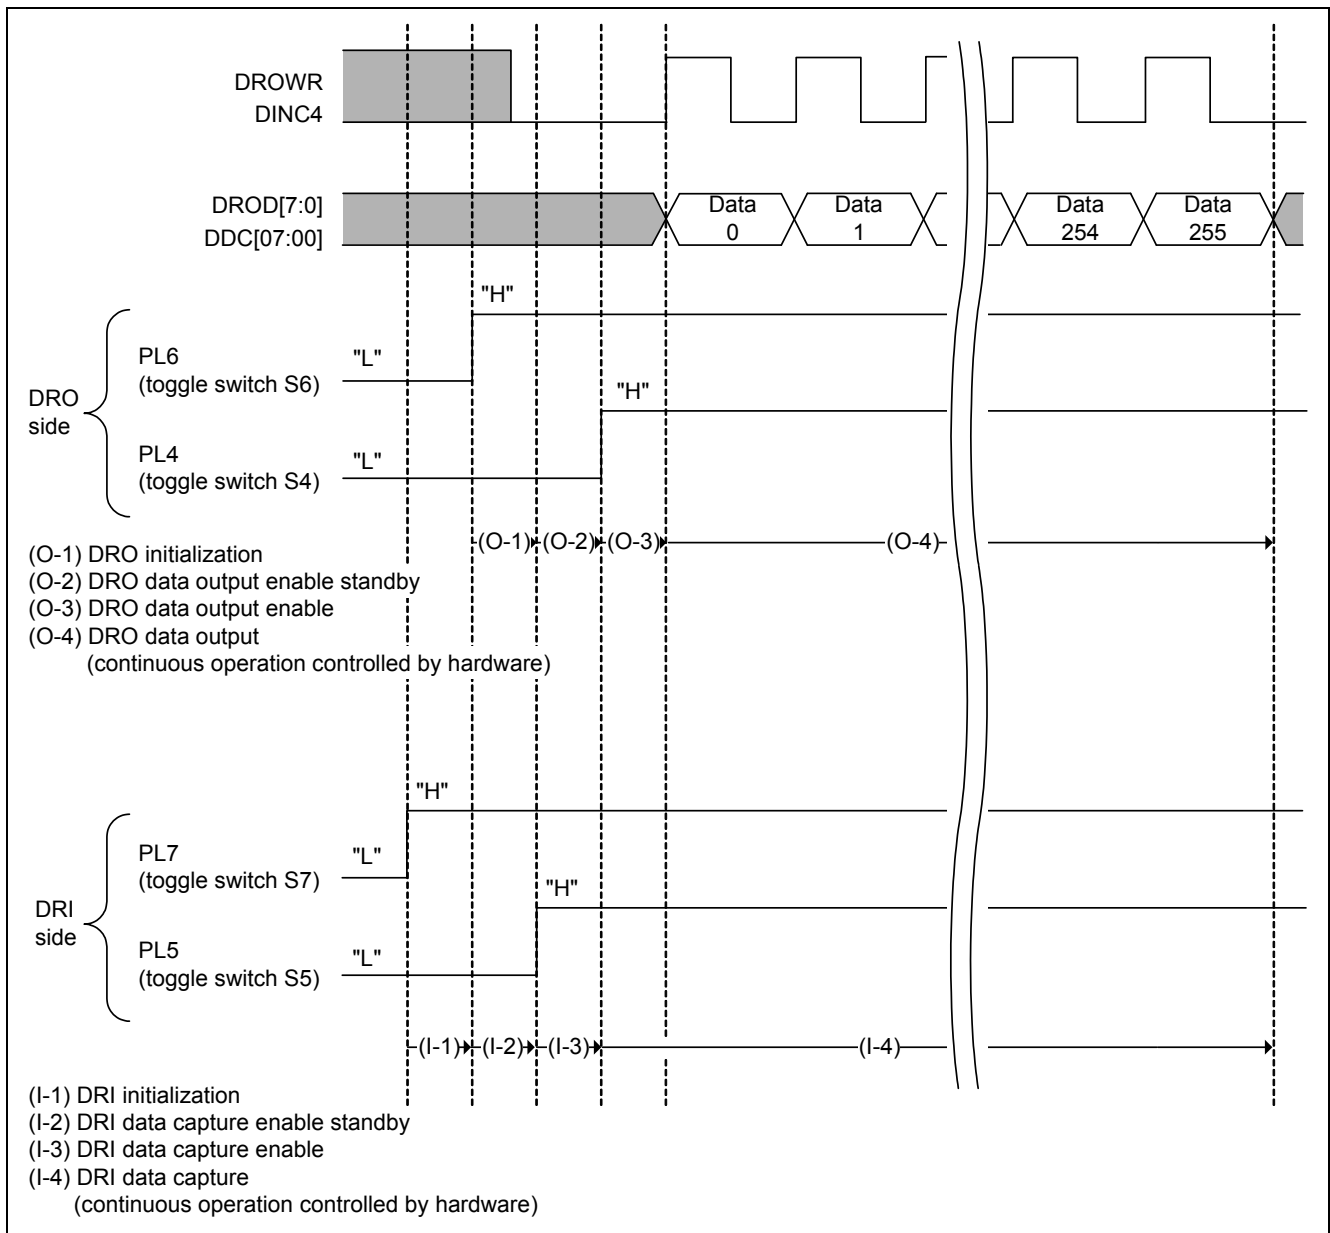 DROWR
DINC4
DROD[7:0]
DDC[07:00]
Data
0
Data
1
Data
254
Data
255
"H"
PL6
(toggle switch S6)
"L"
"H"
DRO
side
PL4
(toggle switch S4)
"L"
(O-1)
(O-2)
(O-3)
(O-4)
(O-1) DRO initialization
(O-2) DRO data output enable standby
(O-3) DRO data output enable
(O-4) DRO data output
(continuous operation controlled by hardware)
"H"
PL7
(toggle switch S7)
"L"
"H"
DRI
side
PL5
(toggle switch S5)
"L"
(I-1)
(I-2)
(I-3)
(I-4)
(I-1) DRI initialization
(I-2) DRI data capture enable standby
(I-3) DRI data capture enable
(I-4) DRI data capture
(continuous operation controlled by hardware)